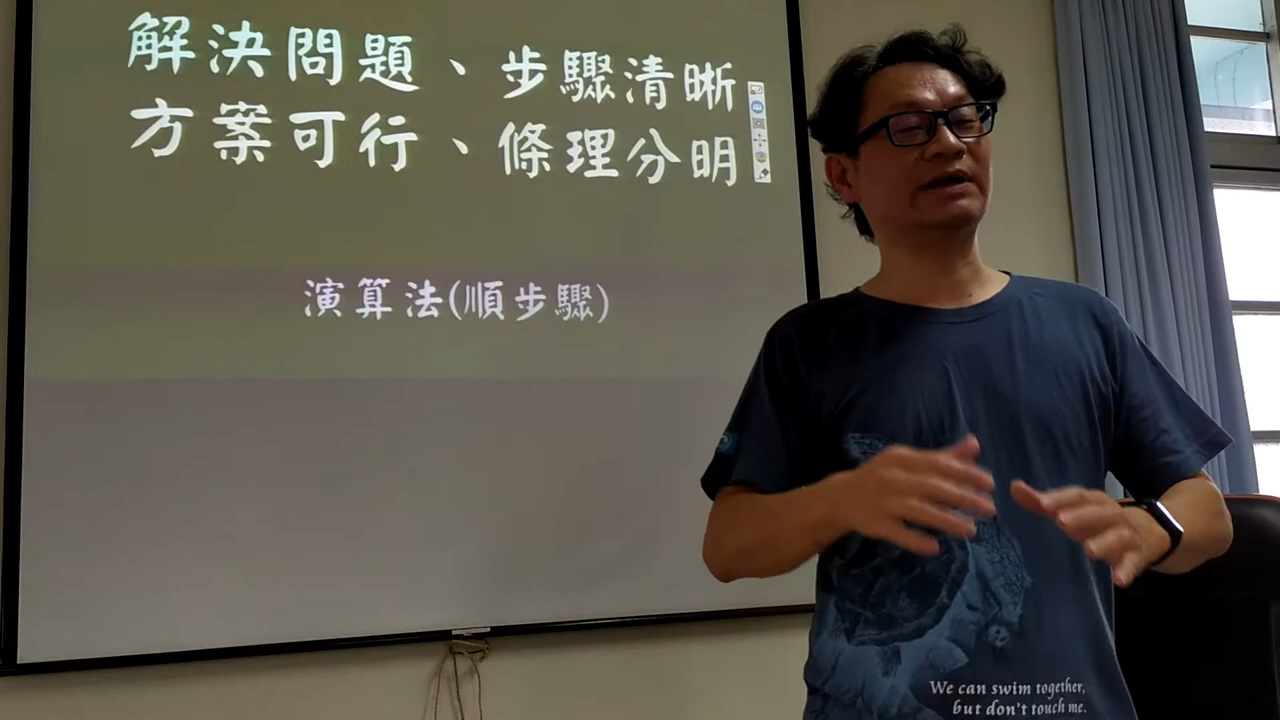 解決問題、步驟清晰
方案可行、條理分明
演算法(順步驟)
We can swim together,
but don't touch me.